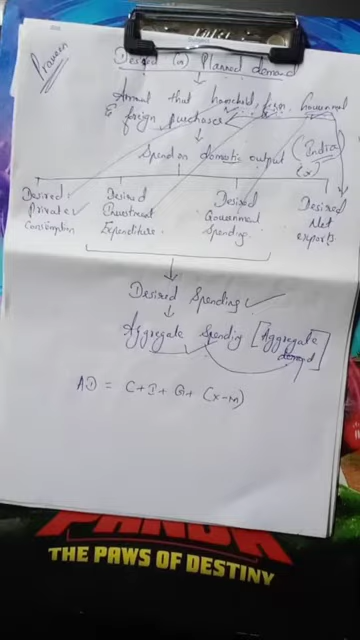 Praveen
Desired (or) Planned demand
Amount that household, firm, Government
& foreign purchases
Spend on domestic output (India)
(x)
Desired Private Consumption
Desired Investment Expenditure
Desired Government Spending
Desired Net exports
Desired Spending
Aggregate Spending [Aggregate demand]
AD = C+I+G+ (X-M)
PANDA
THE PAWS OF DESTINY